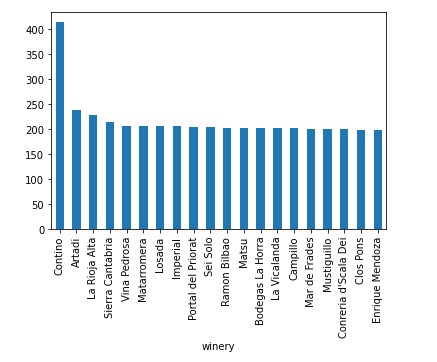 400
350
300
250
200
150
100
50
0
Contino
Artadi
La Rioja Alta
Sierra Cantabria
Vina Pedrosa
Matarromera
Losada
Imperial
Portal del Priorat
Sei Solo
Ramon Bilbao
Matsu
Bodegas La Horra
La Vicalanda
Campillo
Mar de Frades
Mustiguillo
Conreria d'Scala Dei
Clos Pons
Enrique Mendoza
winery